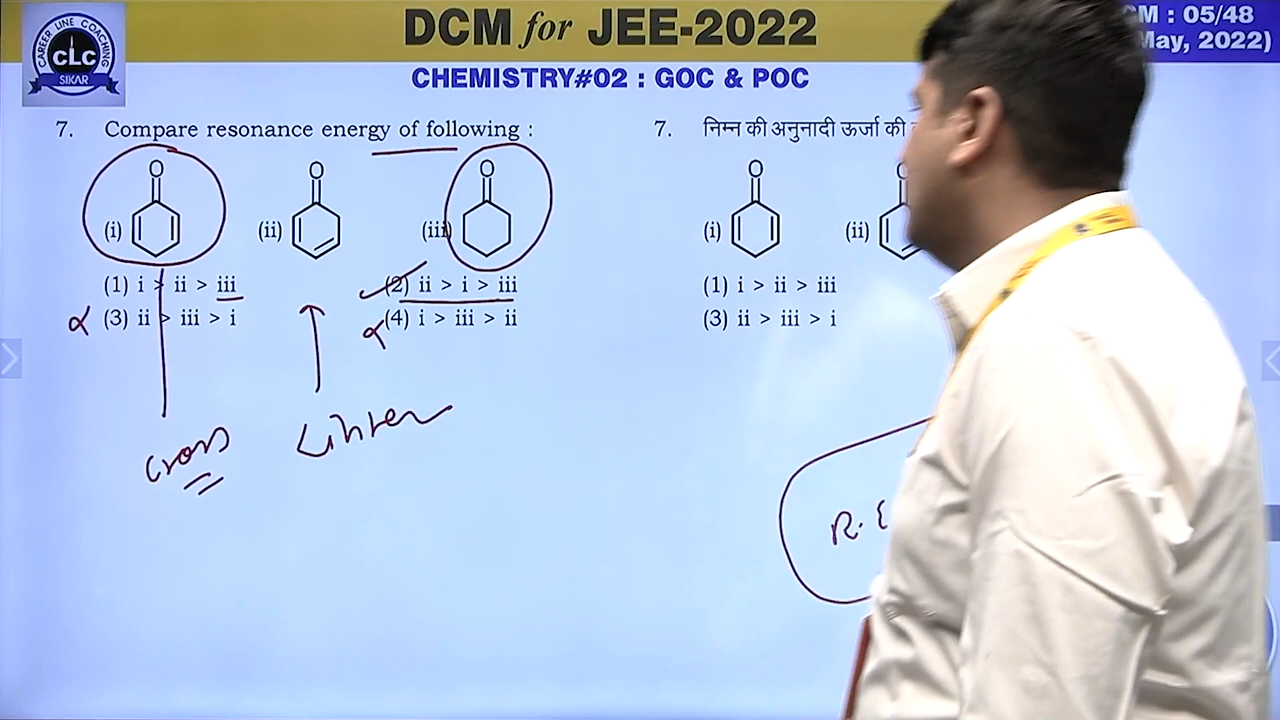 CAREER LINE COACHING
CLC
SIKAR
DCM for JEE-2022
CM : 05/48
May, 2022)
CHEMISTRY#02 : GOC & POC
7. Compare resonance energy of following :
O O O
(i) (ii) (iii)
(1) i > ii > iii (2) ii > i > iii
(3) ii > iii > i (4) i > iii > ii
cross
7. निम्न की अनुनादी ऊर्जा की
O O
(i) (ii)
(1) i > ii > iii
(3) ii > iii > i
R.E